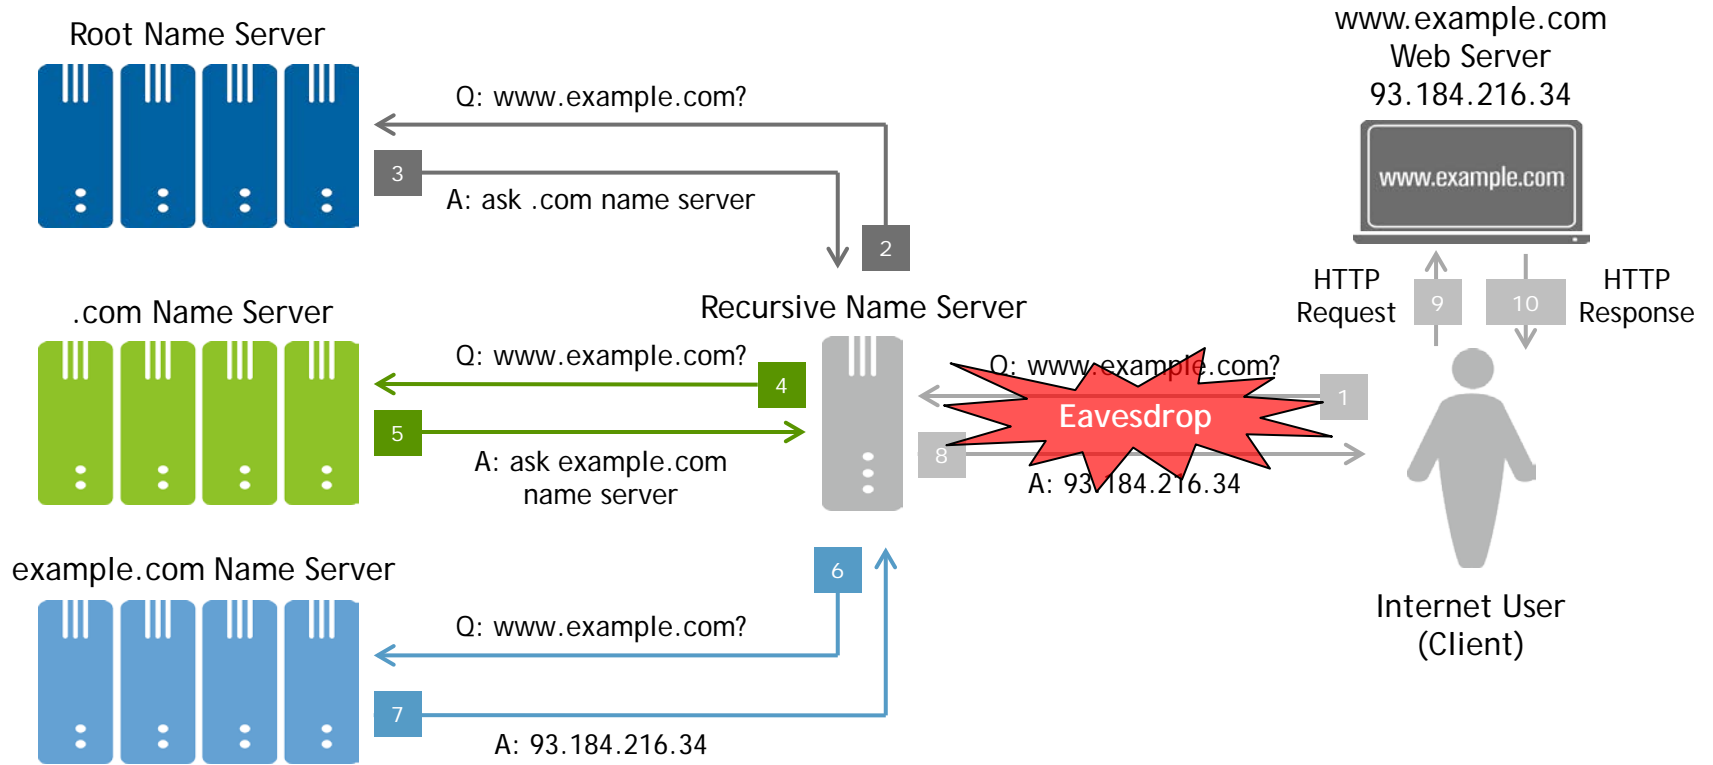 Root Name Server
Q: www.example.com?
3
A: ask .com name server
2
.com Name Server
Q: www.example.com?
4
5
A: ask example.com
name server
example.com Name Server
6
Q: www.example.com?
7
A: 93.184.216.34
Recursive Name Server
Q: www.example.com?
1
Eavesdrop
8
A: 93.184.216.34
www.example.com
Web Server
93.184.216.34
www.example.com
HTTP
Request
9
10
HTTP
Response
Internet User
(Client)